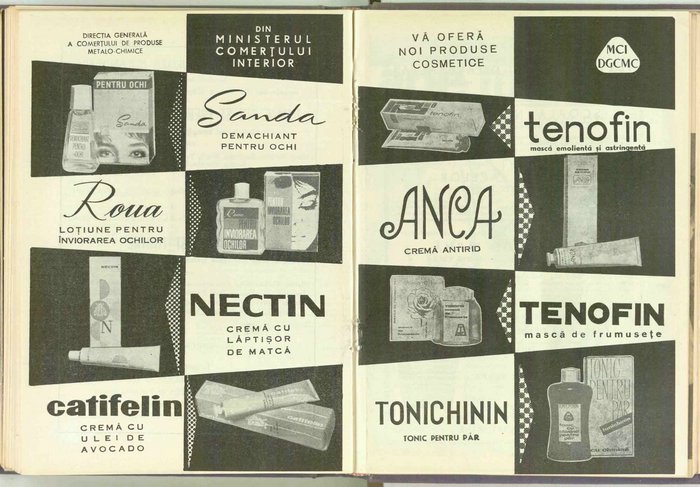 DIRECȚIA GENERALĂ
A COMERȚULUI DE PRODUSE
METALO-CHIMICE
DIN
MINISTERUL
COMERȚULUI
INTERIOR
PENTRU OCHI
Sanda
Sanda
DEMACHIANT
PENTRU OCHI
Roua
LOȚIUNE PENTRU
ÎNVIORAREA OCHILOR
PENTRU
ÎNVIORAREA
OCHILOR
NECTIN
CREMĂ CU
LĂPTIȘOR
DE MATCĂ
catifelin
CREMĂ CU
ULEI DE
AVOCADO
VĂ OFERĂ
NOI PRODUSE
COSMETICE
MCI
DGCMC
tenofin
mască emolientă și astringentă
ANCA
CREMĂ ANTIRID
TENOFIN
mască de frumusețe
TONICHININ
TONIC PENTRU PĂR
TONIC
PENTRU
PĂR